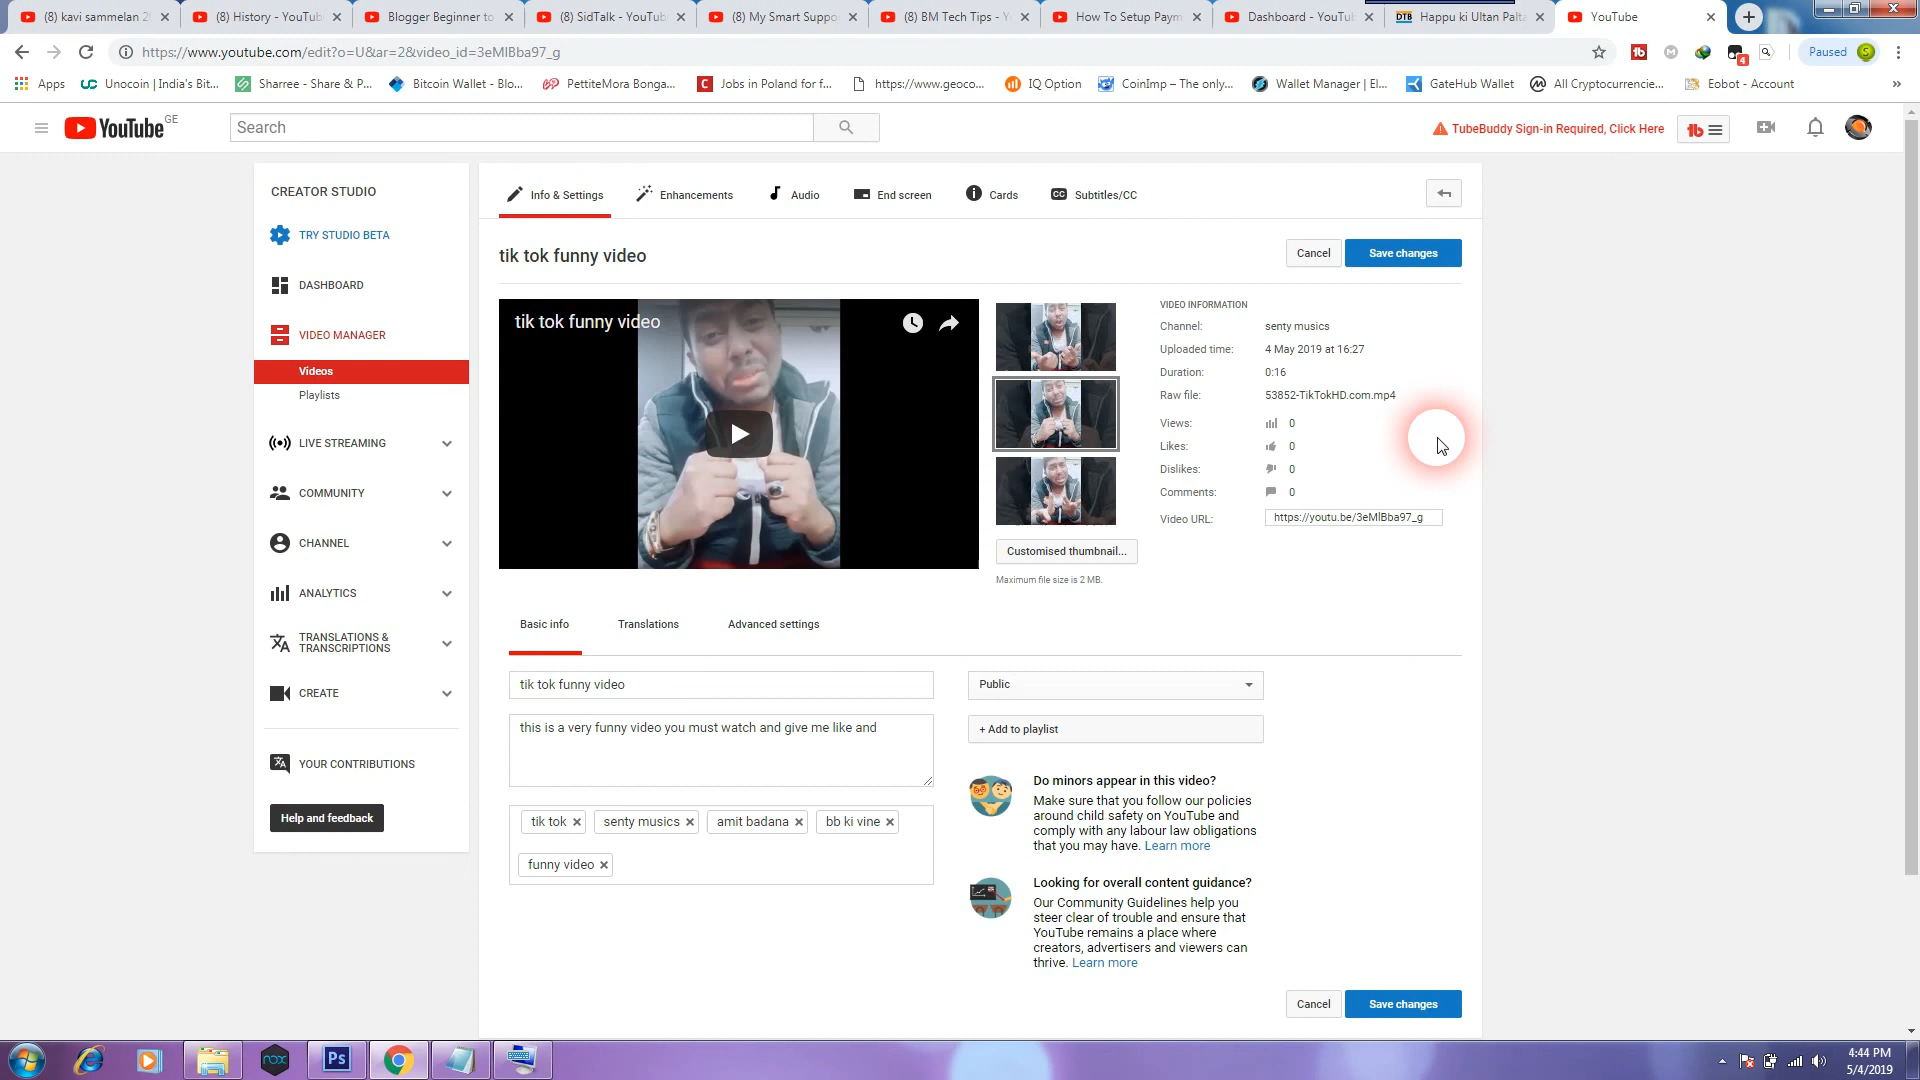 (8) kavi sammelan 2
(8) History - YouTub
Blogger Beginner to
(8) SidTalk - YouTub
(8) My Smart Suppo
(8) BM Tech Tips - Y
How To Setup Paym
Dashboard - YouTub
DTB Happu ki Ultan Palta
YouTube
https://www.youtube.com/edit?o=U&ar=2&video_id=3eMlBba97_g
Paused S
4
Apps
Unocoin | India's Bit...
Sharree - Share & P...
Bitcoin Wallet - Blo...
PettiteMora Bonga...
Jobs in Poland for f...
https://www.geoco...
IQ Option
CoinImp – The only...
Wallet Manager | El...
GateHub Wallet
All Cryptocurrencie...
Eobot - Account
»
YouTube GE
Search
TubeBuddy Sign-in Required, Click Here
tb
CREATOR STUDIO
TRY STUDIO BETA
DASHBOARD
VIDEO MANAGER
Videos
Playlists
LIVE STREAMING
COMMUNITY
CHANNEL
ANALYTICS
TRANSLATIONS &
TRANSCRIPTIONS
CREATE
YOUR CONTRIBUTIONS
Help and feedback
Info & Settings
Enhancements
Audio
End screen
Cards
CC Subtitles/CC
tik tok funny video
Cancel
Save changes
tik tok funny video
Customised thumbnail...
Maximum file size is 2 MB.
VIDEO INFORMATION
Channel: senty musics
Uploaded time: 4 May 2019 at 16:27
Duration: 0:16
Raw file: 53852-TikTokHD.com.mp4
Views: 0
Likes: 0
Dislikes: 0
Comments: 0
Video URL: https://youtu.be/3eMlBba97_g
Basic info
Translations
Advanced settings
tik tok funny video
this is a very funny video you must watch and give me like and
tik tok × senty musics × amit badana × bb ki vine ×
funny video ×
Public
+ Add to playlist
Do minors appear in this video?
Make sure that you follow our policies
around child safety on YouTube and
comply with any labour law obligations
that you may have. Learn more
Looking for overall content guidance?
Our Community Guidelines help you
steer clear of trouble and ensure that
YouTube remains a place where
creators, advertisers and viewers can
thrive. Learn more
Cancel
Save changes
nox
Ps
4:44 PM
5/4/2019